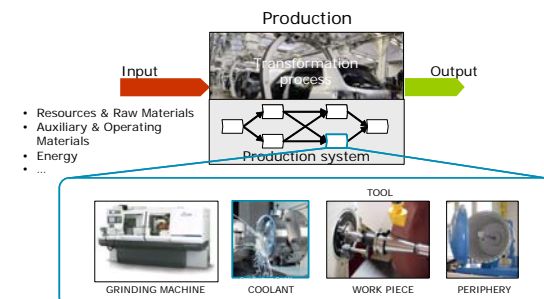 Production
Transformation
process
Input
Output
• Resources & Raw Materials
• Auxiliary & Operating
Materials
• Energy
• ...
Production system
TOOL
GRINDING MACHINE
COOLANT
WORK PIECE
PERIPHERY